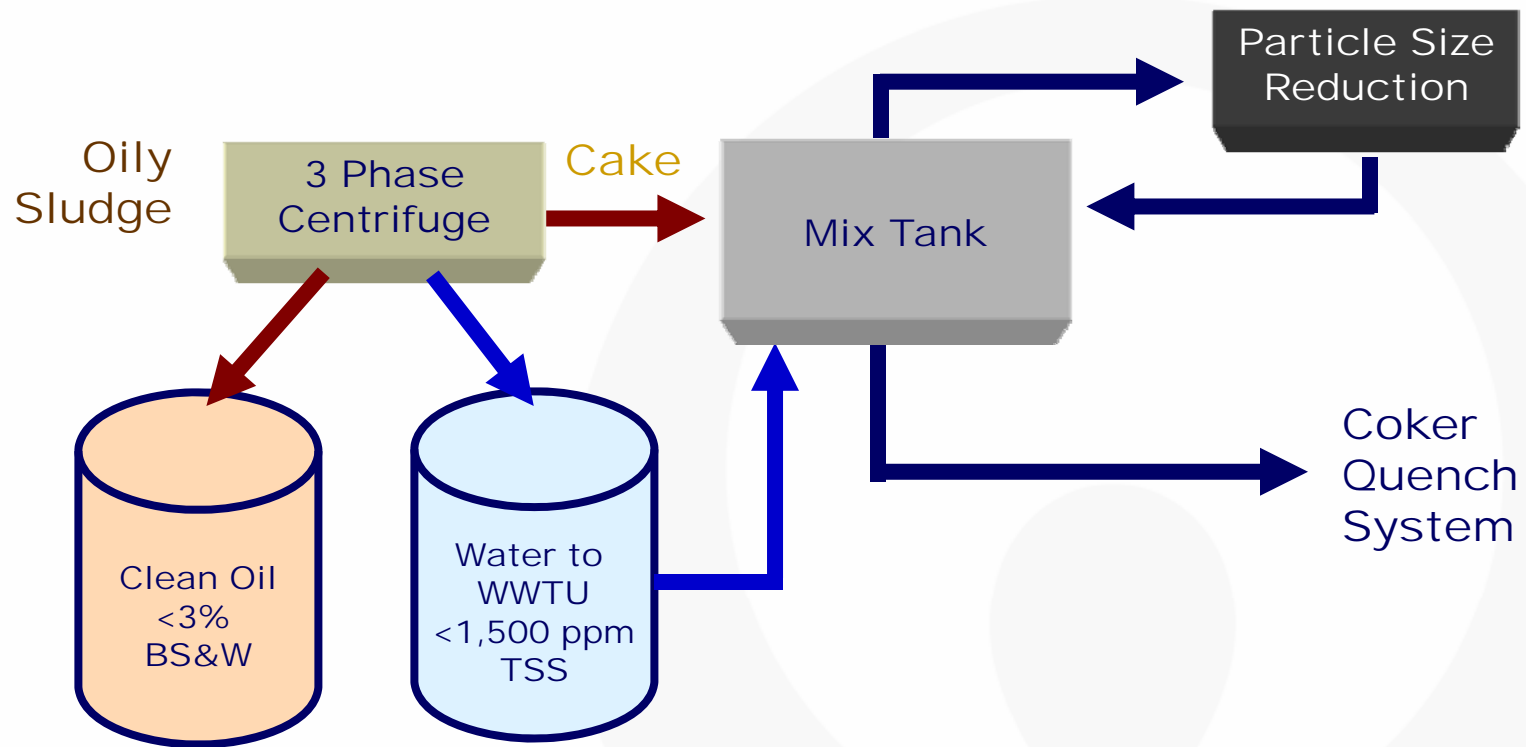 Oily
Sludge
3 Phase
Centrifuge
Cake
Mix Tank
Particle Size
Reduction
Clean Oil
<3%
BS&W
Water to
WWTU
<1,500 ppm
TSS
Coker
Quench
System